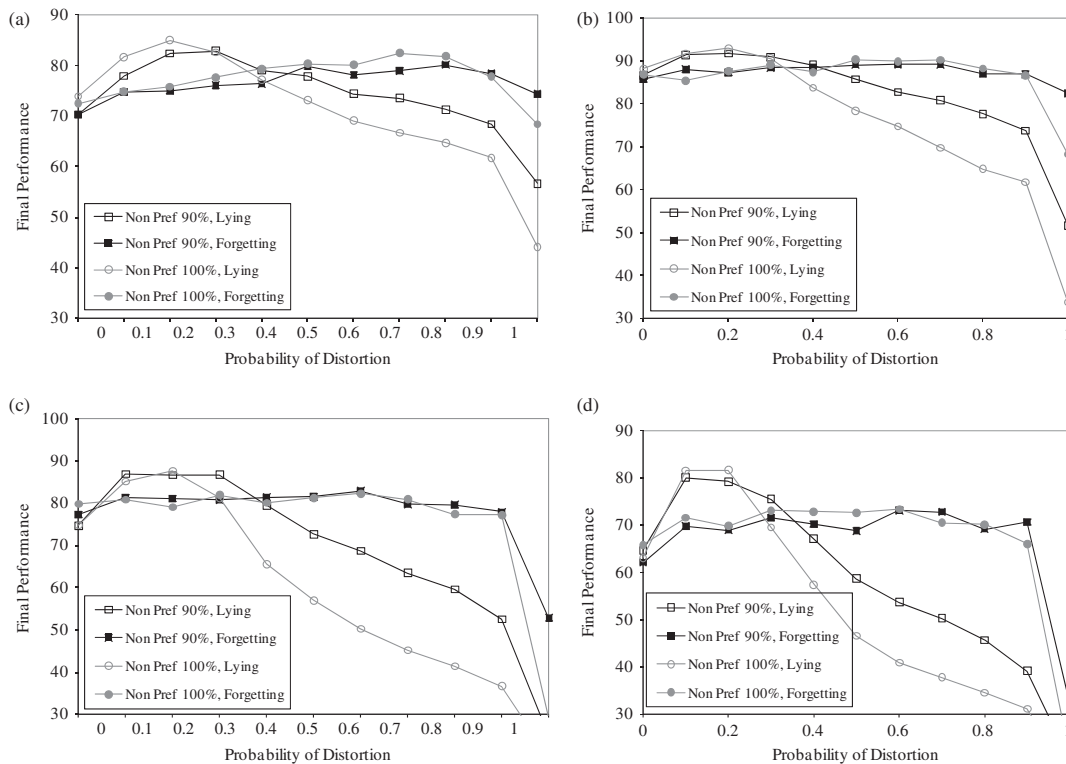 (a)
90
80
70
60
50
40
30
Final Performance
Non Pref 90%, Lying
Non Pref 90%, Forgetting
Non Pref 100%, Lying
Non Pref 100%, Forgetting
0 0.1 0.2 0.3 0.4 0.5 0.6 0.7 0.8 0.9 1
Probability of Distortion
(b)
100
90
80
70
60
50
40
30
Final Performance
Non Pref 90%, Lying
Non Pref 90%, Forgetting
Non Pref 100%, Lying
Non Pref 100%, Forgetting
0 0.2 0.4 0.6 0.8 1
Probability of Distortion
(c)
100
90
80
70
60
50
40
30
Final Performance
Non Pref 90%, Lying
Non Pref 90%, Forgetting
Non Pref 100%, Lying
Non Pref 100%, Forgetting
0 0.1 0.2 0.3 0.4 0.5 0.6 0.7 0.8 0.9 1
Probability of Distortion
(d)
90
80
70
60
50
40
30
Final Performance
Non Pref 90%, Lying
Non Pref 90%, Forgetting
Non Pref 100%, Lying
Non Pref 100%, Forgetting
0 0.2 0.4 0.6 0.8 1
Probability of Distortion